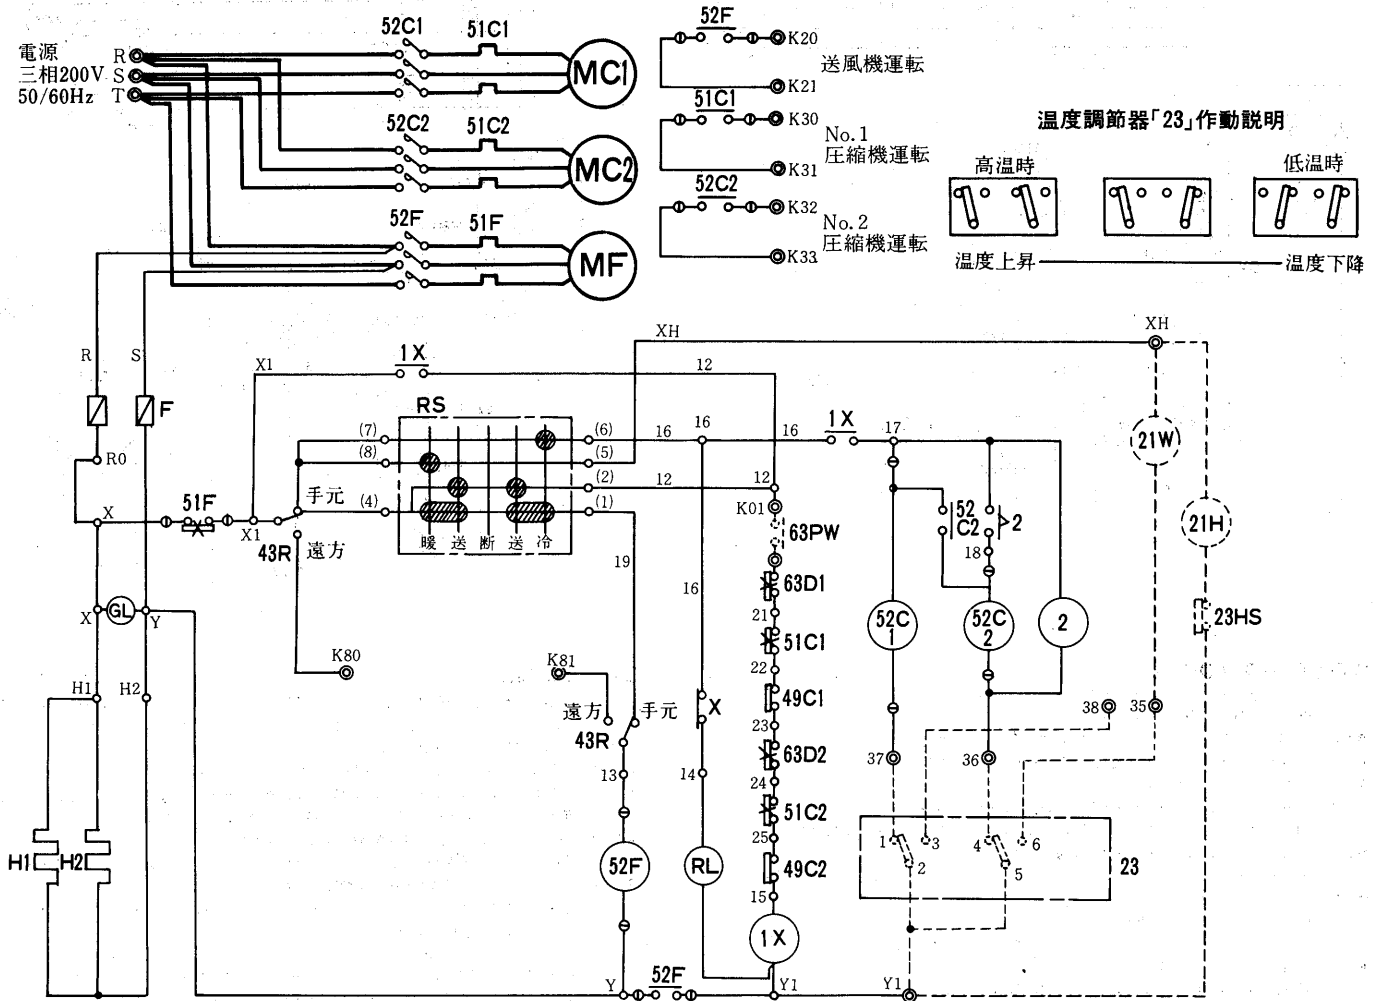 52C1
51C1
MC1
電源
三相200V
50/60Hz
R
S
T
52C2
51C2
MC2
52F
51F
MF
52F
K20
送風機運転
K21
51C1
K30
No.1
圧縮機運転
K31
52C2
K32
No.2
圧縮機運転
K33
温度調節器「23」作動説明
高温時
低温時
温度上昇
温度下降
R
S
F
R0
X
51F
X1
X1
1X
12
XH
XH
RS
(7)
(8)
(4)
(6)
(5)
(2)
(1)
暖
送
断
送
冷
手元
43R
遠方
16
16
16
1X
17
12
12
K01
63PW
63D1
21
51C1
22
49C1
23
63D2
24
51C2
25
49C2
15
1X
52
C2
2
18
52C
1
52C
2
2
21W
21H
23HS
GL
X
Y
H1
H2
H1
H2
K80
K81
19
遠方
43R
手元
13
52F
16
X
14
RL
37
36
38
35
1
3
2
4
6
5
23
Y
52F
Y1
Y1